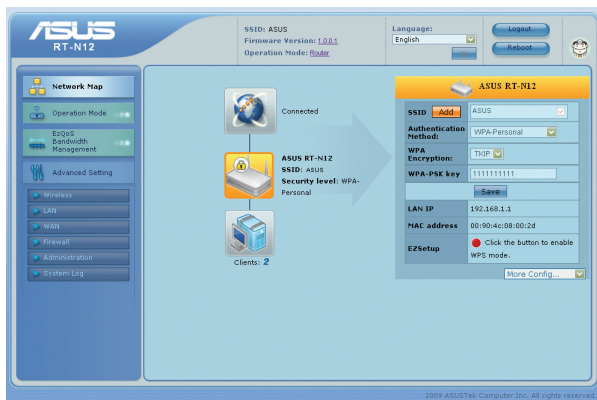 ASUS
RT-N12
SSID: ASUS
Firmware Version: 1.0.0.1
Operation Mode: Router
Language:
English
Logout
Reboot
Network Map
Operation Mode
EzQoS
Bandwidth
Management
Advanced Setting
Wireless
LAN
WAN
Firewall
Administration
System Log
Connected
ASUS RT-N12
SSID: ASUS
Security level: WPA-
Personal
Clients: 2
ASUS RT-N12
SSID Add ASUS
Authentication
Method: WPA-Personal
WPA
Encryption: TKIP
WPA-PSK key 1111111111
Save
LAN IP 192.168.1.1
MAC address 00:90:4c:08:00:2d
EZSetup Click the button to enable
WPS mode.
More Config...
2009 ASUSTek Computer Inc. All rights reserved.